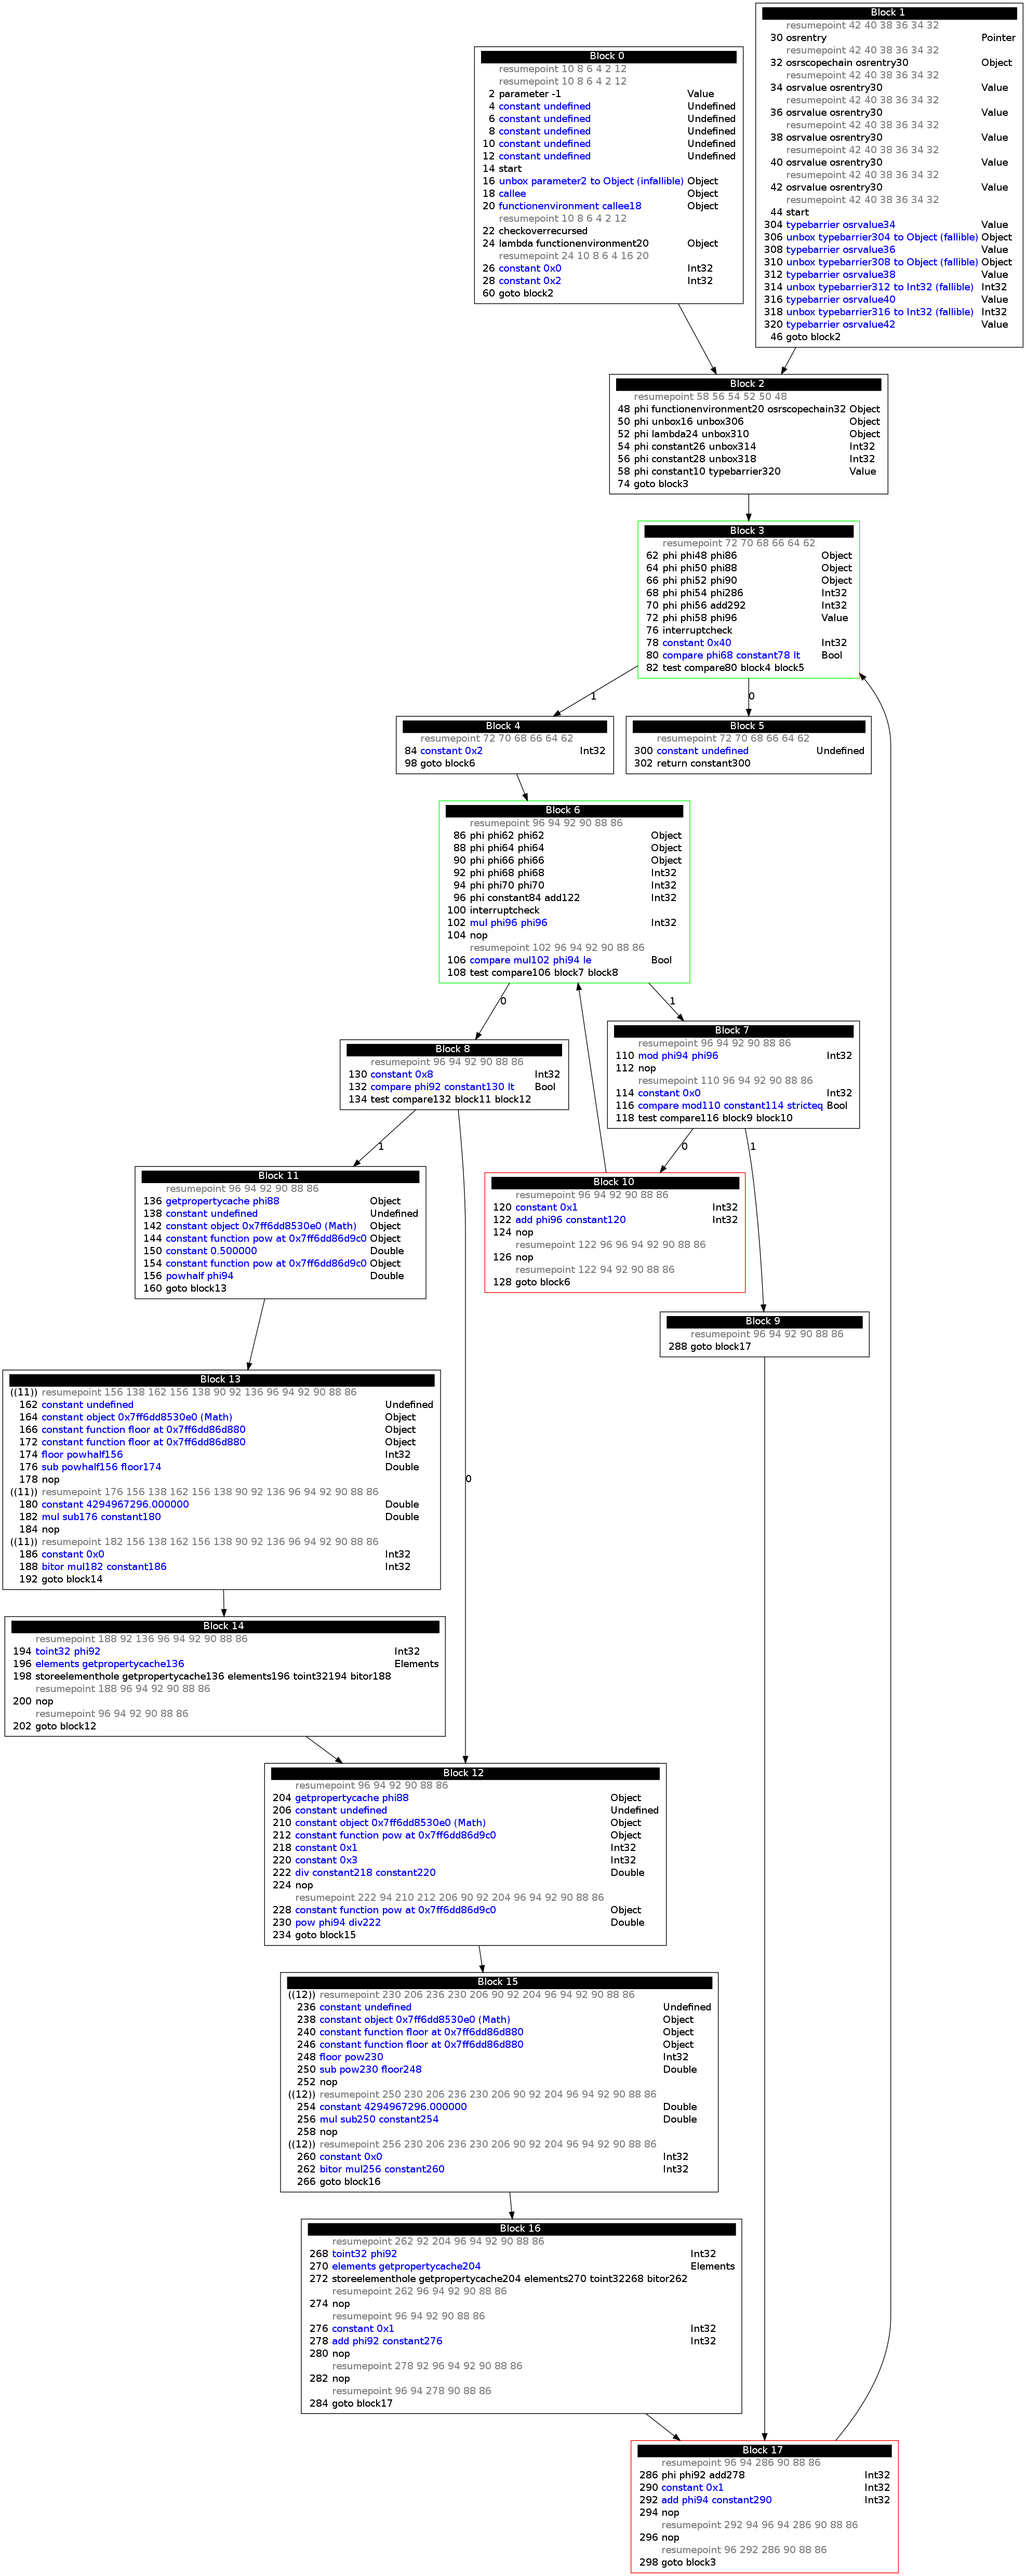 Block 1
resumepoint 42 40 38 36 34 32
30 osrentry Pointer
resumepoint 42 40 38 36 34 32
32 osrscopechain osrentry30 Object
resumepoint 42 40 38 36 34 32
34 osrvalue osrentry30 Value
resumepoint 42 40 38 36 34 32
36 osrvalue osrentry30 Value
resumepoint 42 40 38 36 34 32
38 osrvalue osrentry30 Value
resumepoint 42 40 38 36 34 32
40 osrvalue osrentry30 Value
resumepoint 42 40 38 36 34 32
42 osrvalue osrentry30 Value
resumepoint 42 40 38 36 34 32
44 start
304 typebarrier osrvalue34 Value
306 unbox typebarrier304 to Object (fallible) Object
308 typebarrier osrvalue36 Value
310 unbox typebarrier308 to Object (fallible) Object
312 typebarrier osrvalue38 Value
314 unbox typebarrier312 to Int32 (fallible) Int32
316 typebarrier osrvalue40 Value
318 unbox typebarrier316 to Int32 (fallible) Int32
320 typebarrier osrvalue42 Value
46 goto block2
Block 0
resumepoint 10 8 6 4 2 12
resumepoint 10 8 6 4 2 12
2 parameter -1 Value
4 constant undefined Undefined
6 constant undefined Undefined
8 constant undefined Undefined
10 constant undefined Undefined
12 constant undefined Undefined
14 start
16 unbox parameter2 to Object (infallible) Object
18 callee Object
20 functionenvironment callee18 Object
resumepoint 10 8 6 4 2 12
22 checkoverrecursed
24 lambda functionenvironment20 Object
resumepoint 24 10 8 6 4 16 20
26 constant 0x0 Int32
28 constant 0x2 Int32
60 goto block2
Block 2
resumepoint 58 56 54 52 50 48
48 phi functionenvironment20 osrscopechain32 Object
50 phi unbox16 unbox306 Object
52 phi lambda24 unbox310 Object
54 phi constant26 unbox314 Int32
56 phi constant28 unbox318 Int32
58 phi constant10 typebarrier320 Value
74 goto block3
Block 3
resumepoint 72 70 68 66 64 62
62 phi phi48 phi86 Object
64 phi phi50 phi88 Object
66 phi phi52 phi90 Object
68 phi phi54 phi286 Int32
70 phi phi56 add292 Int32
72 phi phi58 phi96 Value
76 interruptcheck
78 constant 0x40 Int32
80 compare phi68 constant78 lt Bool
82 test compare80 block4 block5
1
0
Block 4
resumepoint 72 70 68 66 64 62
84 constant 0x2 Int32
98 goto block6
Block 5
resumepoint 72 70 68 66 64 62
300 constant undefined Undefined
302 return constant300
Block 6
resumepoint 96 94 92 90 88 86
86 phi phi62 phi62 Object
88 phi phi64 phi64 Object
90 phi phi66 phi66 Object
92 phi phi68 phi68 Int32
94 phi phi70 phi70 Int32
96 phi constant84 add122 Int32
100 interruptcheck
102 mul phi96 phi96 Int32
104 nop
resumepoint 102 96 94 92 90 88 86
106 compare mul102 phi94 le Bool
108 test compare106 block7 block8
0
1
Block 8
resumepoint 96 94 92 90 88 86
130 constant 0x8 Int32
132 compare phi92 constant130 lt Bool
134 test compare132 block11 block12
Block 7
resumepoint 96 94 92 90 88 86
110 mod phi94 phi96 Int32
112 nop
resumepoint 110 96 94 92 90 88 86
114 constant 0x0 Int32
116 compare mod110 constant114 stricteq Bool
118 test compare116 block9 block10
1
0
1
Block 11
resumepoint 96 94 92 90 88 86
136 getpropertycache phi88 Object
138 constant undefined Undefined
142 constant object 0x7ff6dd8530e0 (Math) Object
144 constant function pow at 0x7ff6dd86d9c0 Object
150 constant 0.500000 Double
154 constant function pow at 0x7ff6dd86d9c0 Object
156 powhalf phi94 Double
160 goto block13
Block 10
resumepoint 96 94 92 90 88 86
120 constant 0x1 Int32
122 add phi96 constant120 Int32
124 nop
resumepoint 122 96 96 94 92 90 88 86
126 nop
resumepoint 122 94 92 90 88 86
128 goto block6
Block 9
resumepoint 96 94 92 90 88 86
288 goto block17
Block 13
((11)) resumepoint 156 138 162 156 138 90 92 136 96 94 92 90 88 86
162 constant undefined Undefined
164 constant object 0x7ff6dd8530e0 (Math) Object
166 constant function floor at 0x7ff6dd86d880 Object
172 constant function floor at 0x7ff6dd86d880 Object
174 floor powhalf156 Int32
176 sub powhalf156 floor174 Double
178 nop
((11)) resumepoint 176 156 138 162 156 138 90 92 136 96 94 92 90 88 86
180 constant 4294967296.000000 Double
182 mul sub176 constant180 Double
184 nop
((11)) resumepoint 182 156 138 162 156 138 90 92 136 96 94 92 90 88 86
186 constant 0x0 Int32
188 bitor mul182 constant186 Int32
192 goto block14
0
Block 14
resumepoint 188 92 136 96 94 92 90 88 86
194 toint32 phi92 Int32
196 elements getpropertycache136 Elements
198 storeelementhole getpropertycache136 elements196 toint32194 bitor188
resumepoint 188 96 94 92 90 88 86
200 nop
resumepoint 96 94 92 90 88 86
202 goto block12
Block 12
resumepoint 96 94 92 90 88 86
204 getpropertycache phi88 Object
206 constant undefined Undefined
210 constant object 0x7ff6dd8530e0 (Math) Object
212 constant function pow at 0x7ff6dd86d9c0 Object
218 constant 0x1 Int32
220 constant 0x3 Int32
222 div constant218 constant220 Double
224 nop
resumepoint 222 94 210 212 206 90 92 204 96 94 92 90 88 86
228 constant function pow at 0x7ff6dd86d9c0 Object
230 pow phi94 div222 Double
234 goto block15
Block 15
((12)) resumepoint 230 206 236 230 206 90 92 204 96 94 92 90 88 86
236 constant undefined Undefined
238 constant object 0x7ff6dd8530e0 (Math) Object
240 constant function floor at 0x7ff6dd86d880 Object
246 constant function floor at 0x7ff6dd86d880 Object
248 floor pow230 Int32
250 sub pow230 floor248 Double
252 nop
((12)) resumepoint 250 230 206 236 230 206 90 92 204 96 94 92 90 88 86
254 constant 4294967296.000000 Double
256 mul sub250 constant254 Double
258 nop
((12)) resumepoint 256 230 206 236 230 206 90 92 204 96 94 92 90 88 86
260 constant 0x0 Int32
262 bitor mul256 constant260 Int32
266 goto block16
Block 16
resumepoint 262 92 204 96 94 92 90 88 86
268 toint32 phi92 Int32
270 elements getpropertycache204 Elements
272 storeelementhole getpropertycache204 elements270 toint32268 bitor262
resumepoint 262 96 94 92 90 88 86
274 nop
resumepoint 96 94 92 90 88 86
276 constant 0x1 Int32
278 add phi92 constant276 Int32
280 nop
resumepoint 278 92 96 94 92 90 88 86
282 nop
resumepoint 96 94 278 90 88 86
284 goto block17
Block 17
resumepoint 96 94 286 90 88 86
286 phi phi92 add278 Int32
290 constant 0x1 Int32
292 add phi94 constant290 Int32
294 nop
resumepoint 292 94 96 94 286 90 88 86
296 nop
resumepoint 96 292 286 90 88 86
298 goto block3